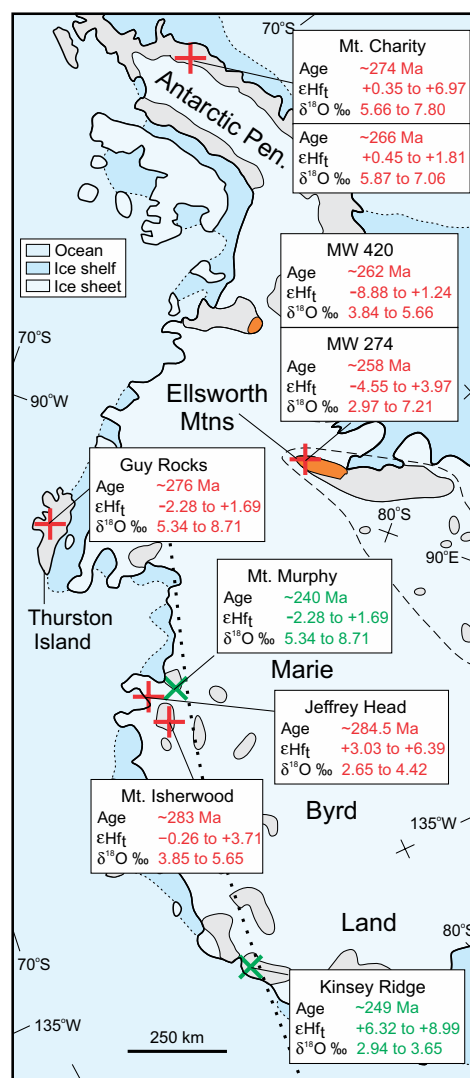 70°S
Mt. Charity
Age ~274 Ma
εHft +0.35 to +6.97
δ¹⁸O ‰ 5.66 to 7.80
~266 Ma
εHft +0.45 to +1.81
δ¹⁸O ‰ 5.87 to 7.06
Antarctic Pen.
Ocean
Ice shelf
Ice sheet
MW 420
Age ~262 Ma
εHft -8.88 to +1.24
δ¹⁸O ‰ 3.84 to 5.66
MW 274
Age ~258 Ma
εHft -4.55 to +3.97
δ¹⁸O ‰ 2.97 to 7.21
70°S
90°W
Ellsworth
Mtns
Guy Rocks
Age ~276 Ma
εHft -2.28 to +1.69
δ¹⁸O ‰ 5.34 to 8.71
80°S
90°E
Thurston
Island
Mt. Murphy
Age ~240 Ma
εHft -2.28 to +1.69
δ¹⁸O ‰ 5.34 to 8.71
Marie
Jeffrey Head
Age ~284.5 Ma
εHft +3.03 to +6.39
δ¹⁸O ‰ 2.65 to 4.42
Mt. Isherwood
Age ~283 Ma
εHft −0.26 to +3.71
δ¹⁸O ‰ 3.85 to 5.65
Byrd
135°W
Land
80°S
70°S
Kinsey Ridge
Age ~249 Ma
εHft +6.32 to +8.99
δ¹⁸O ‰ 2.94 to 3.65
135°W
250 km